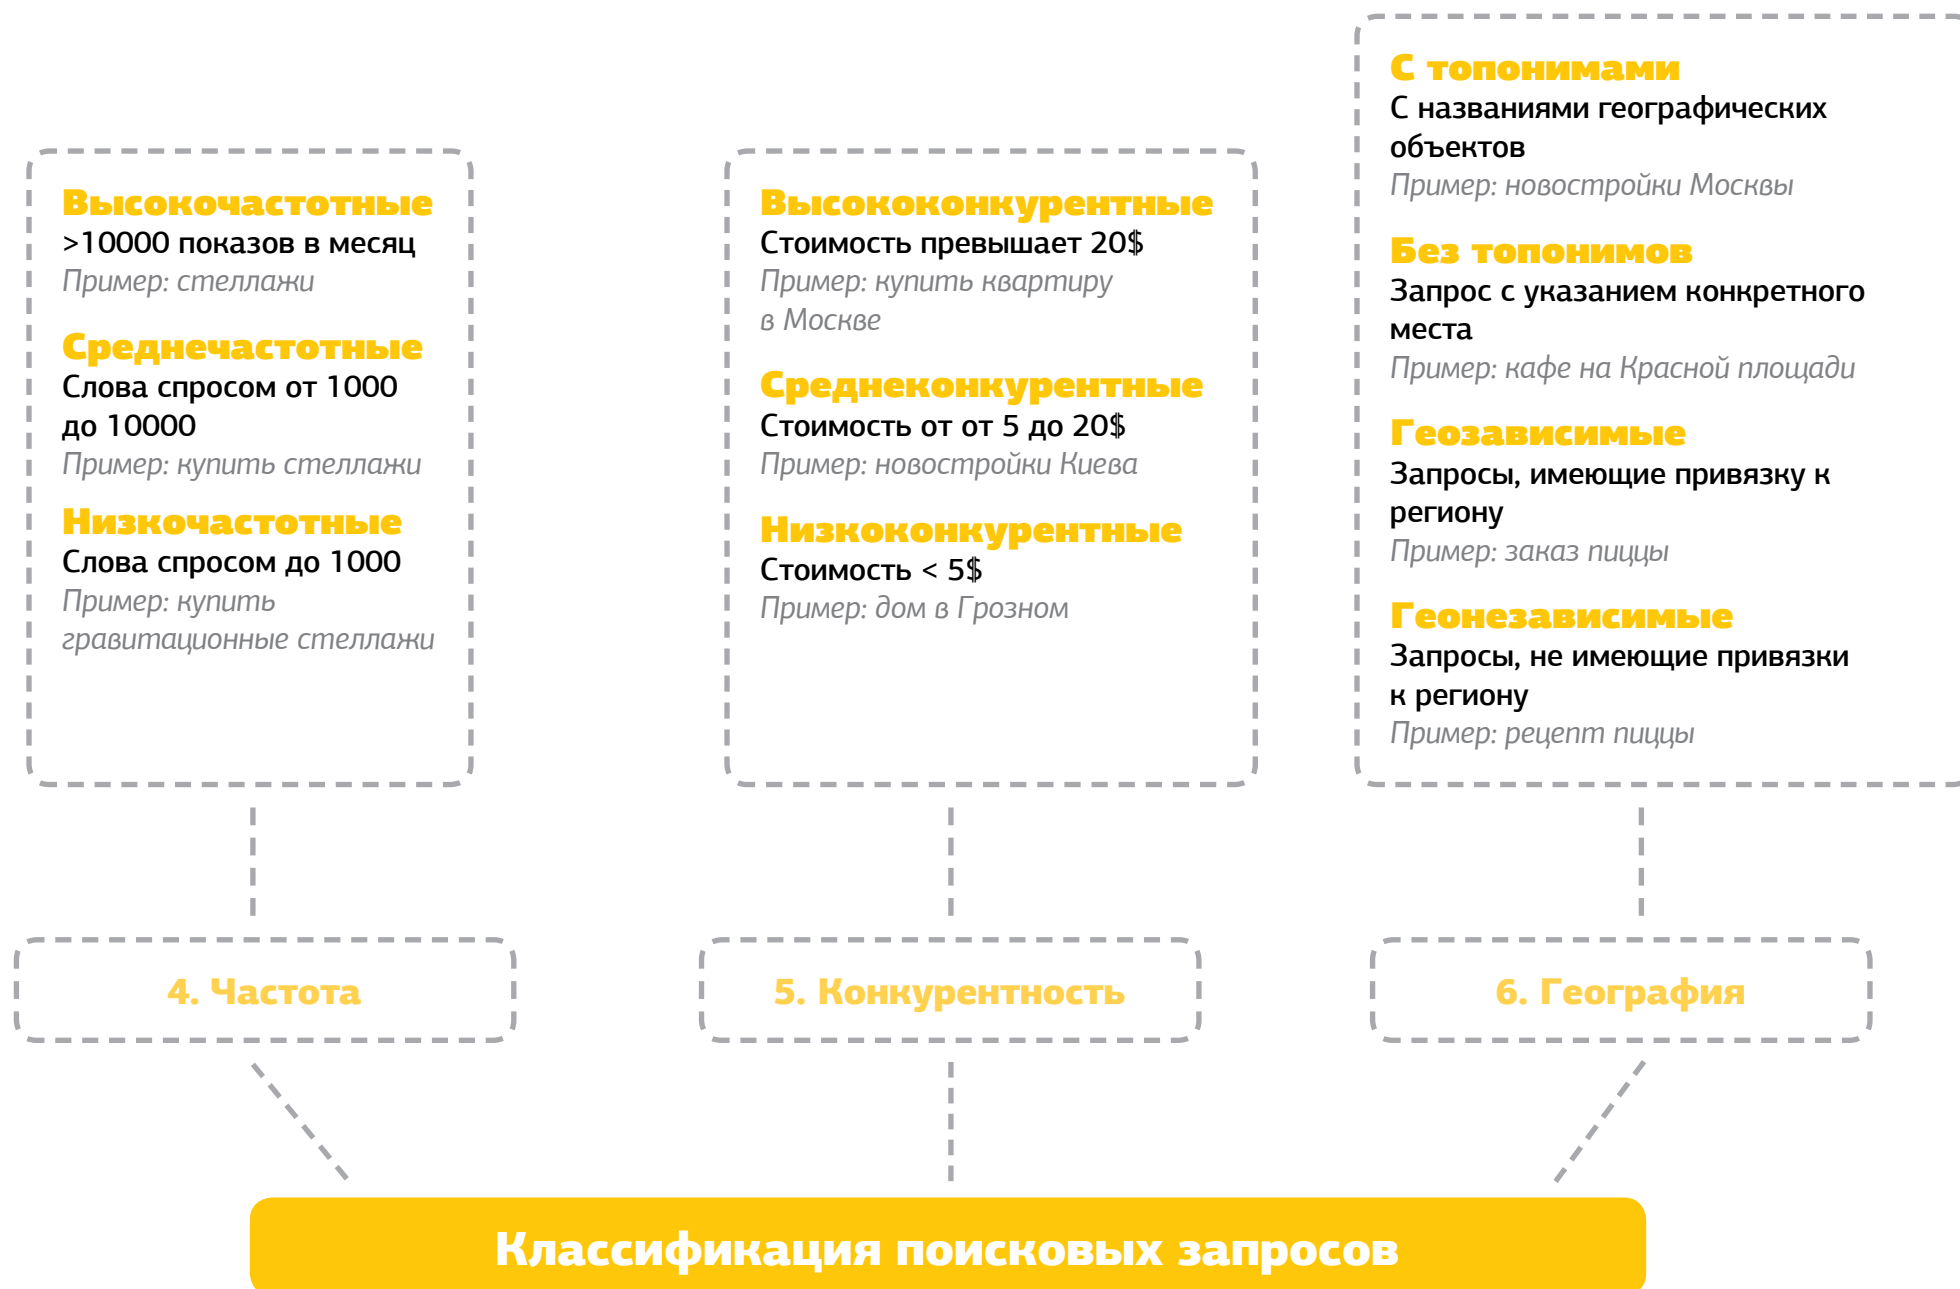 Высокочастотные
>10000 показов в месяц
Пример: стеллажи
Среднечастотные
Слова спросом от 1000
до 10000
Пример: купить стеллажи
Низкочастотные
Слова спросом до 1000
Пример: купить
гравитационные стеллажи
Высококонкурентные
Стоимость превышает 20$
Пример: купить квартиру
в Москве
Среднеконкурентные
Стоимость от от 5 до 20$
Пример: новостройки Киева
Низкоконкурентные
Стоимость < 5$
Пример: дом в Грозном
С топонимами
С названиями географических
объектов
Пример: новостройки Москвы
Без топонимов
Запрос с указанием конкретного
места
Пример: кафе на Красной площади
Геозависимые
Запросы, имеющие привязку к
региону
Пример: заказ пиццы
Геонезависимые
Запросы, не имеющие привязки
к региону
Пример: рецепт пиццы
4. Частота
5. Конкурентность
6. География
Классификация поисковых запросов